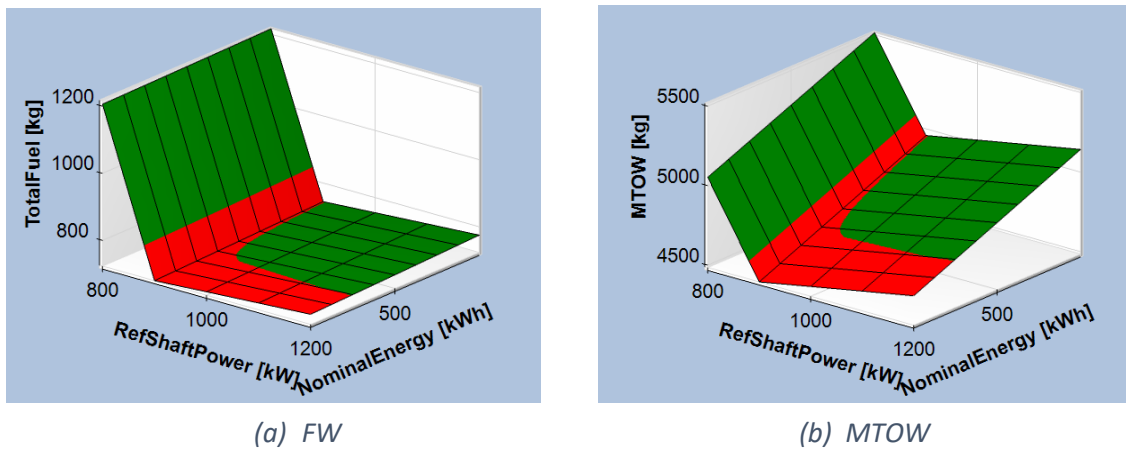 TotalFuel [kg]
1200
1000
800
800
1000
1200
RefShaftPower [kW]
500
NominalEnergy [kWh]
(a) FW
MTOW [kg]
5500
5000
4500
800
1000
1200
RefShaftPower [kW]
500
NominalEnergy [kWh]
(b) MTOW